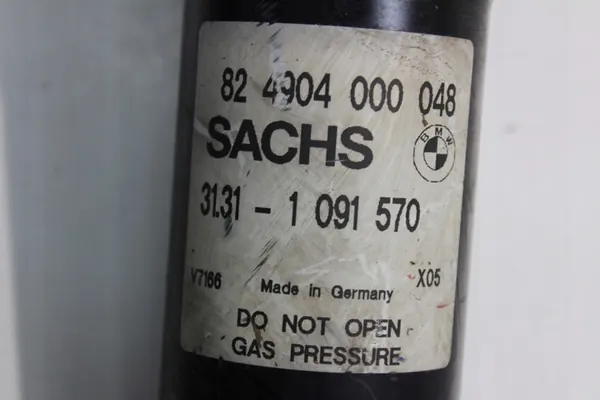 82 4904 000 048
SACHS
BMW
31.31 - 1 091 570
V7166 Made in Germany X05
DO NOT OPEN
GAS PRESSURE